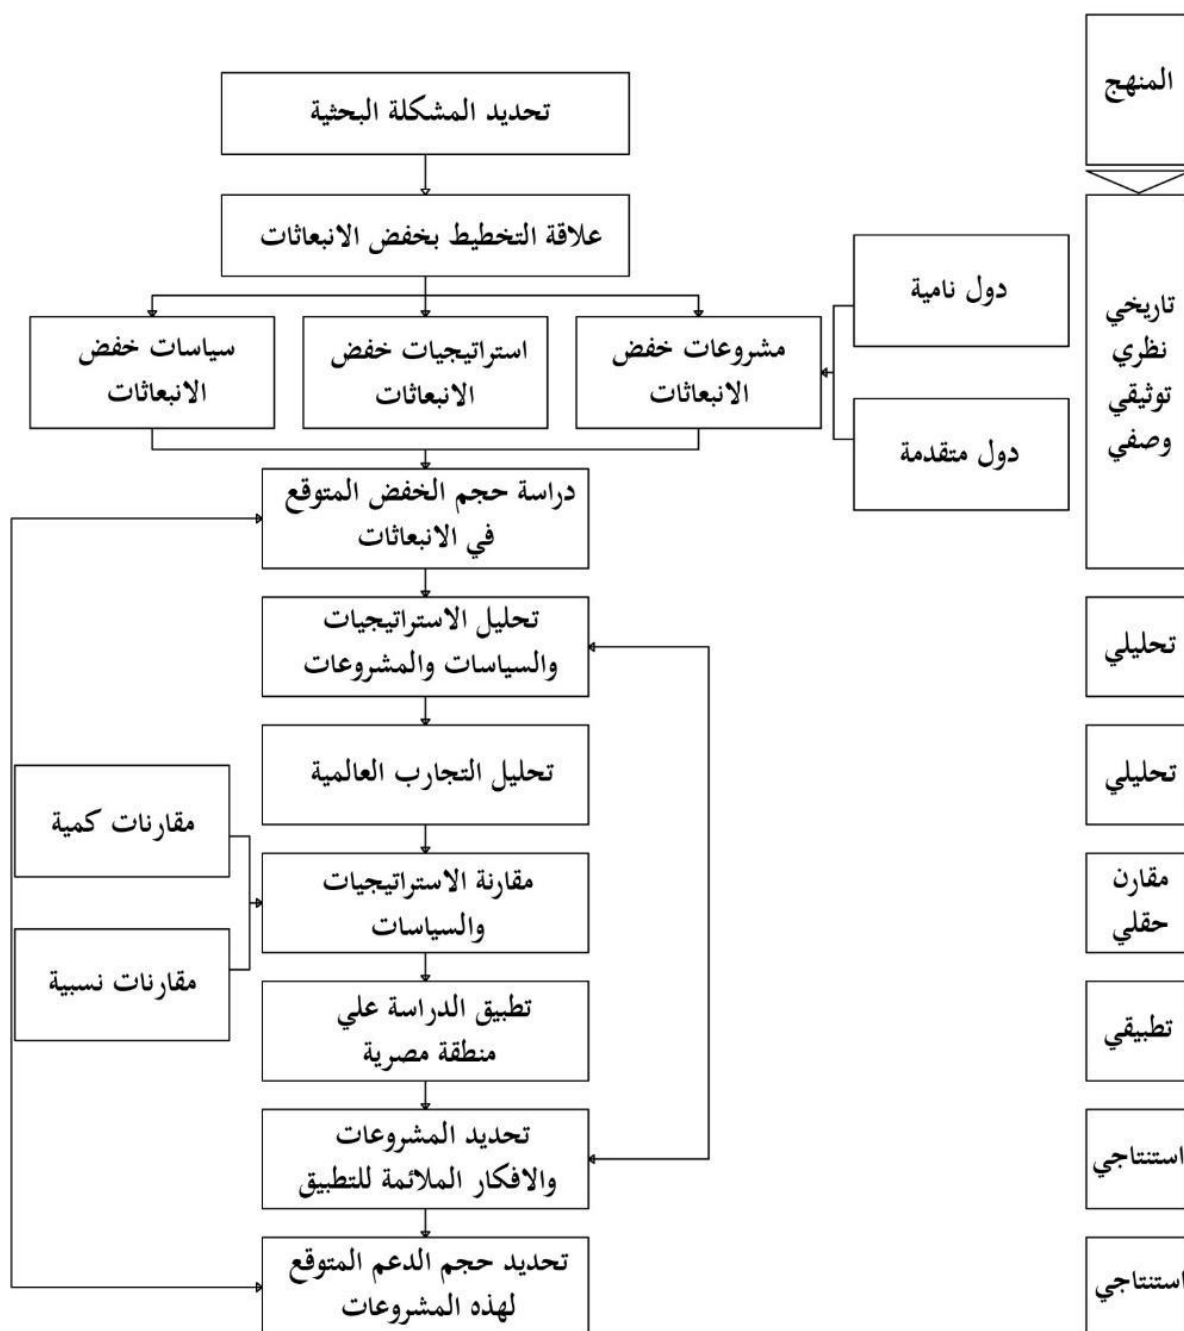 المنهج
تحديد المشكلة البحثية
علاقة التخطيط بخفض الانبعاثات
تاريخي
نظري
توثيقي
وصفي
دول نامية
دول متقدمة
مشروعات خفض
الانبعاثات
استراتيجيات خفض
الانبعاثات
سياسات خفض
الانبعاثات
دراسة حجم الخفض المتوقع
في الانبعاثات
تحليلي
تحليل الاستراتيجيات
والسياسات والمشروعات
تحليلي
تحليل التجارب العالمية
مقارن
حقلي
مقارنة الاستراتيجيات
والسياسات
مقارنات كمية
مقارنات نسبية
تطبيقي
تطبيق الدراسة علي
منطقة مصرية
استنتاجي
تحديد المشروعات
والافكار الملائمة للتطبيق
استنتاجي
تحديد حجم الدعم المتوقع
لهذه المشروعات